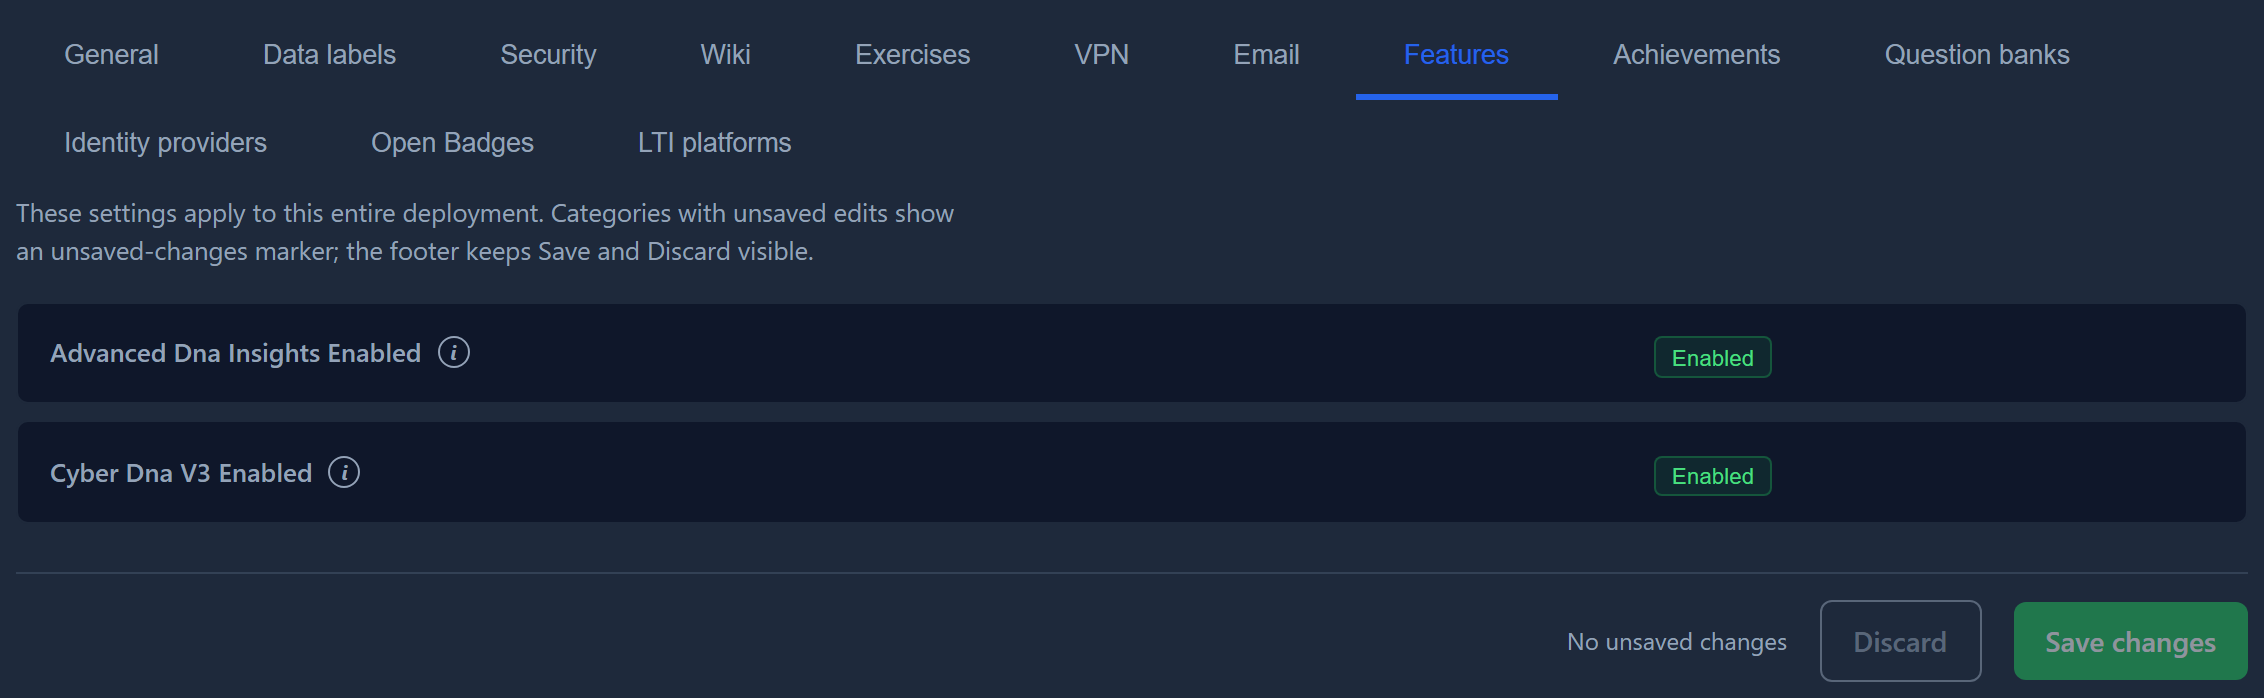 General Data labels Security Wiki Exercises VPN Email Features Achievements Question banks
Identity providers Open Badges LTI platforms
These settings apply to this entire deployment. Categories with unsaved edits show
an unsaved-changes marker; the footer keeps Save and Discard visible.
Advanced Dna Insights Enabled i Enabled
Cyber Dna V3 Enabled i Enabled
No unsaved changes Discard Save changes